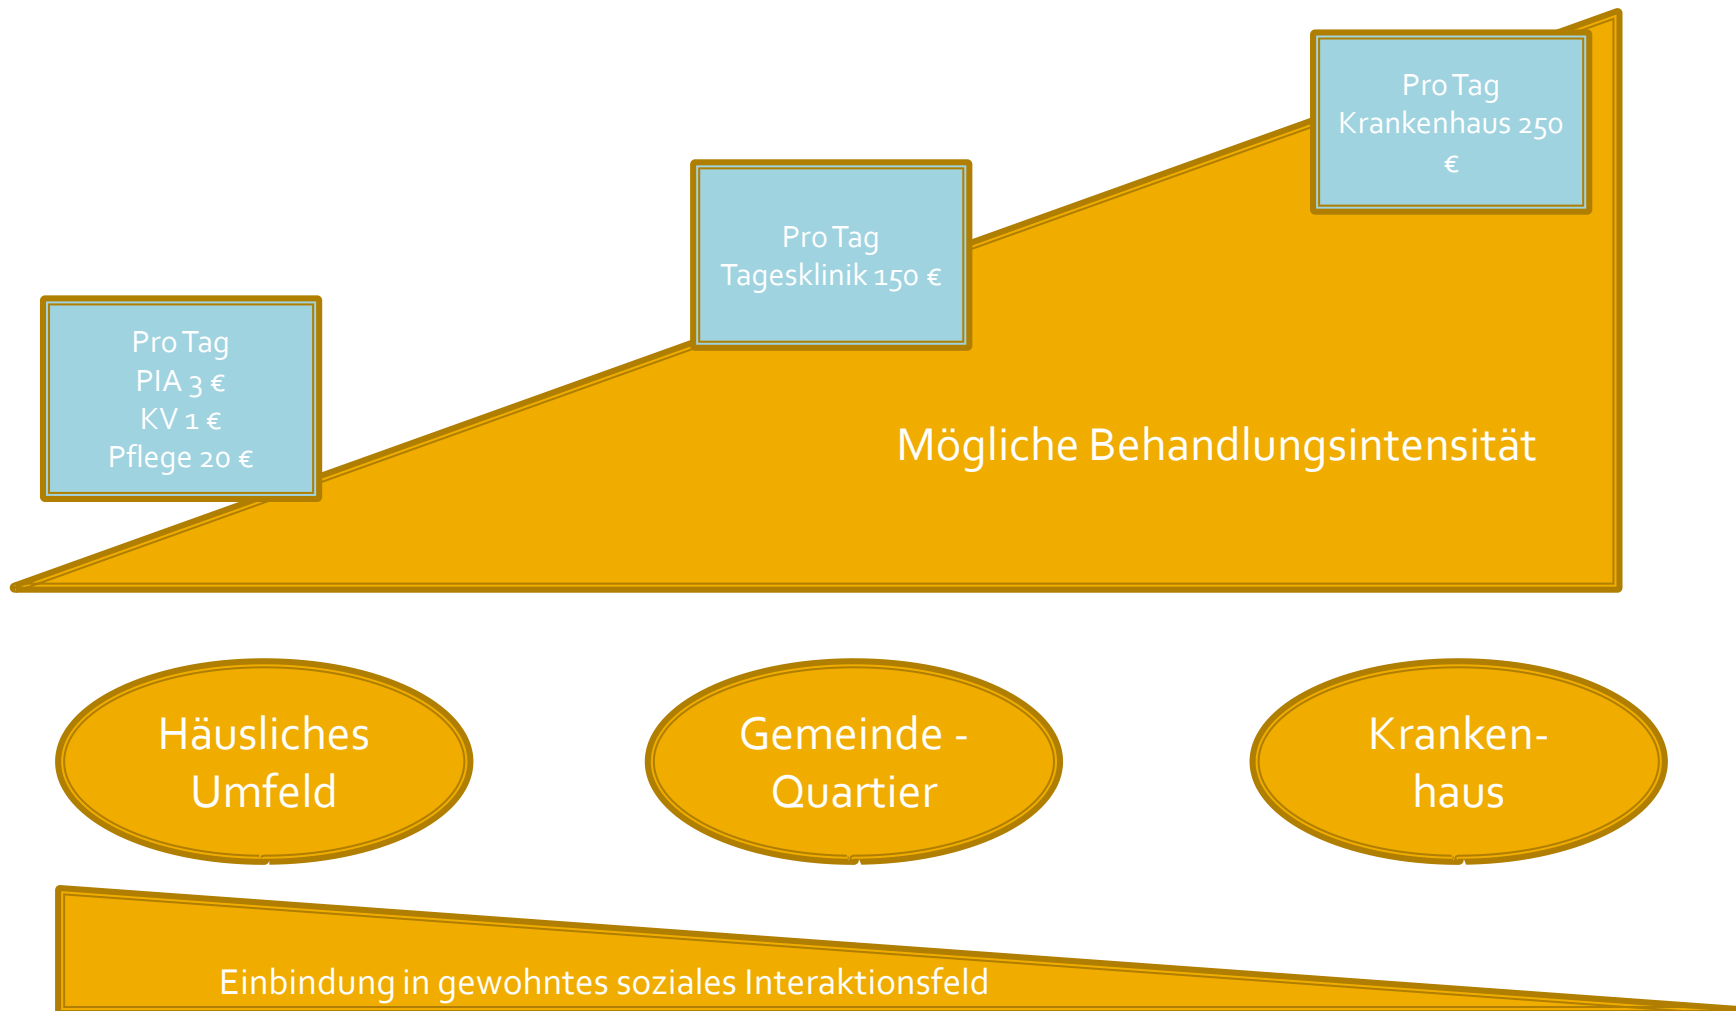 Pro Tag
Krankenhaus 250
€
Pro Tag
Tagesklinik 150 €
Pro Tag
PIA 3 €
KV 1 €
Pflege 20 €
Mögliche Behandlungsintensität
Häusliches
Umfeld
Gemeinde -
Quartier
Kranken-
haus
Einbindung in gewohntes soziales Interaktionsfeld